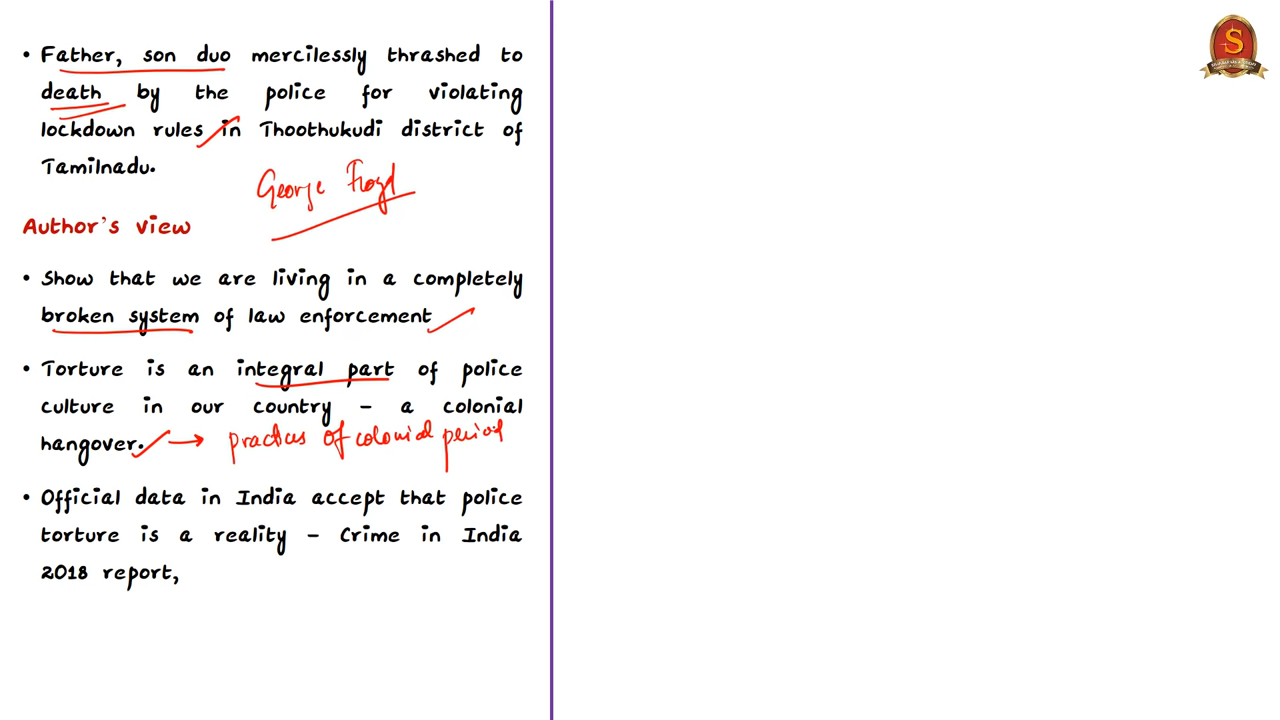 • Father, son duo mercilessly thrashed to
death by the police for violating
lockdown rules in Thoothukudi district of
Tamilnadu.
George Floyd
Author's view
• Show that we are living in a completely
broken system of law enforcement
• Torture is an integral part of police
culture in our country – a colonial
hangover. → practices of colonial period
• Official data in India accept that police
torture is a reality – Crime in India
2018 report,
S